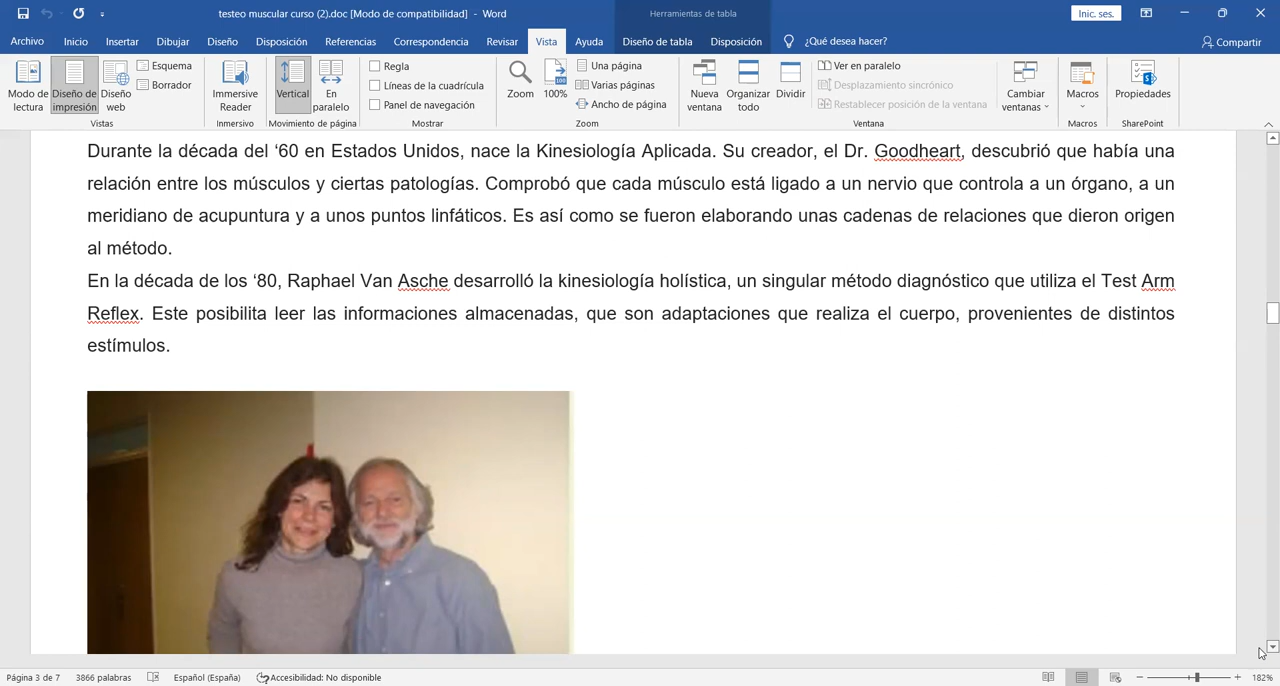 testeo muscular curso (2).doc [Modo de compatibilidad] - Word
Herramientas de tabla
Inic. ses.
Archivo Inicio Insertar Dibujar Diseño Disposición Referencias Correspondencia Revisar Vista Ayuda Diseño de tabla Disposición ¿Qué desea hacer? Compartir
Modo de lectura
Diseño de impresión
Diseño web
Esquema
Borrador
Vistas
Immersive Reader
Inmersivo
Vertical
En paralelo
Movimiento de página
Regla
Líneas de la cuadrícula
Panel de navegación
Mostrar
Zoom
100
100%
Una página
Varias páginas
Ancho de página
Zoom
Nueva ventana
Organizar todo
Dividir
Ver en paralelo
Desplazamiento sincrónico
Restablecer posición de la ventana
Cambiar ventanas
Ventana
Macros
Macros
Propiedades
SharePoint
Durante la década del ‘60 en Estados Unidos, nace la Kinesiología Aplicada. Su creador, el Dr. Goodheart, descubrió que había una
relación entre los músculos y ciertas patologías. Comprobó que cada músculo está ligado a un nervio que controla a un órgano, a un
meridiano de acupuntura y a unos puntos linfáticos. Es así como se fueron elaborando unas cadenas de relaciones que dieron origen
al método.
En la década de los ‘80, Raphael Van Asche desarrolló la kinesiología holística, un singular método diagnóstico que utiliza el Test Arm
Reflex. Este posibilita leer las informaciones almacenadas, que son adaptaciones que realiza el cuerpo, provenientes de distintos
estímulos.
Página 3 de 7 3866 palabras Español (España) Accesibilidad: No disponible 182%